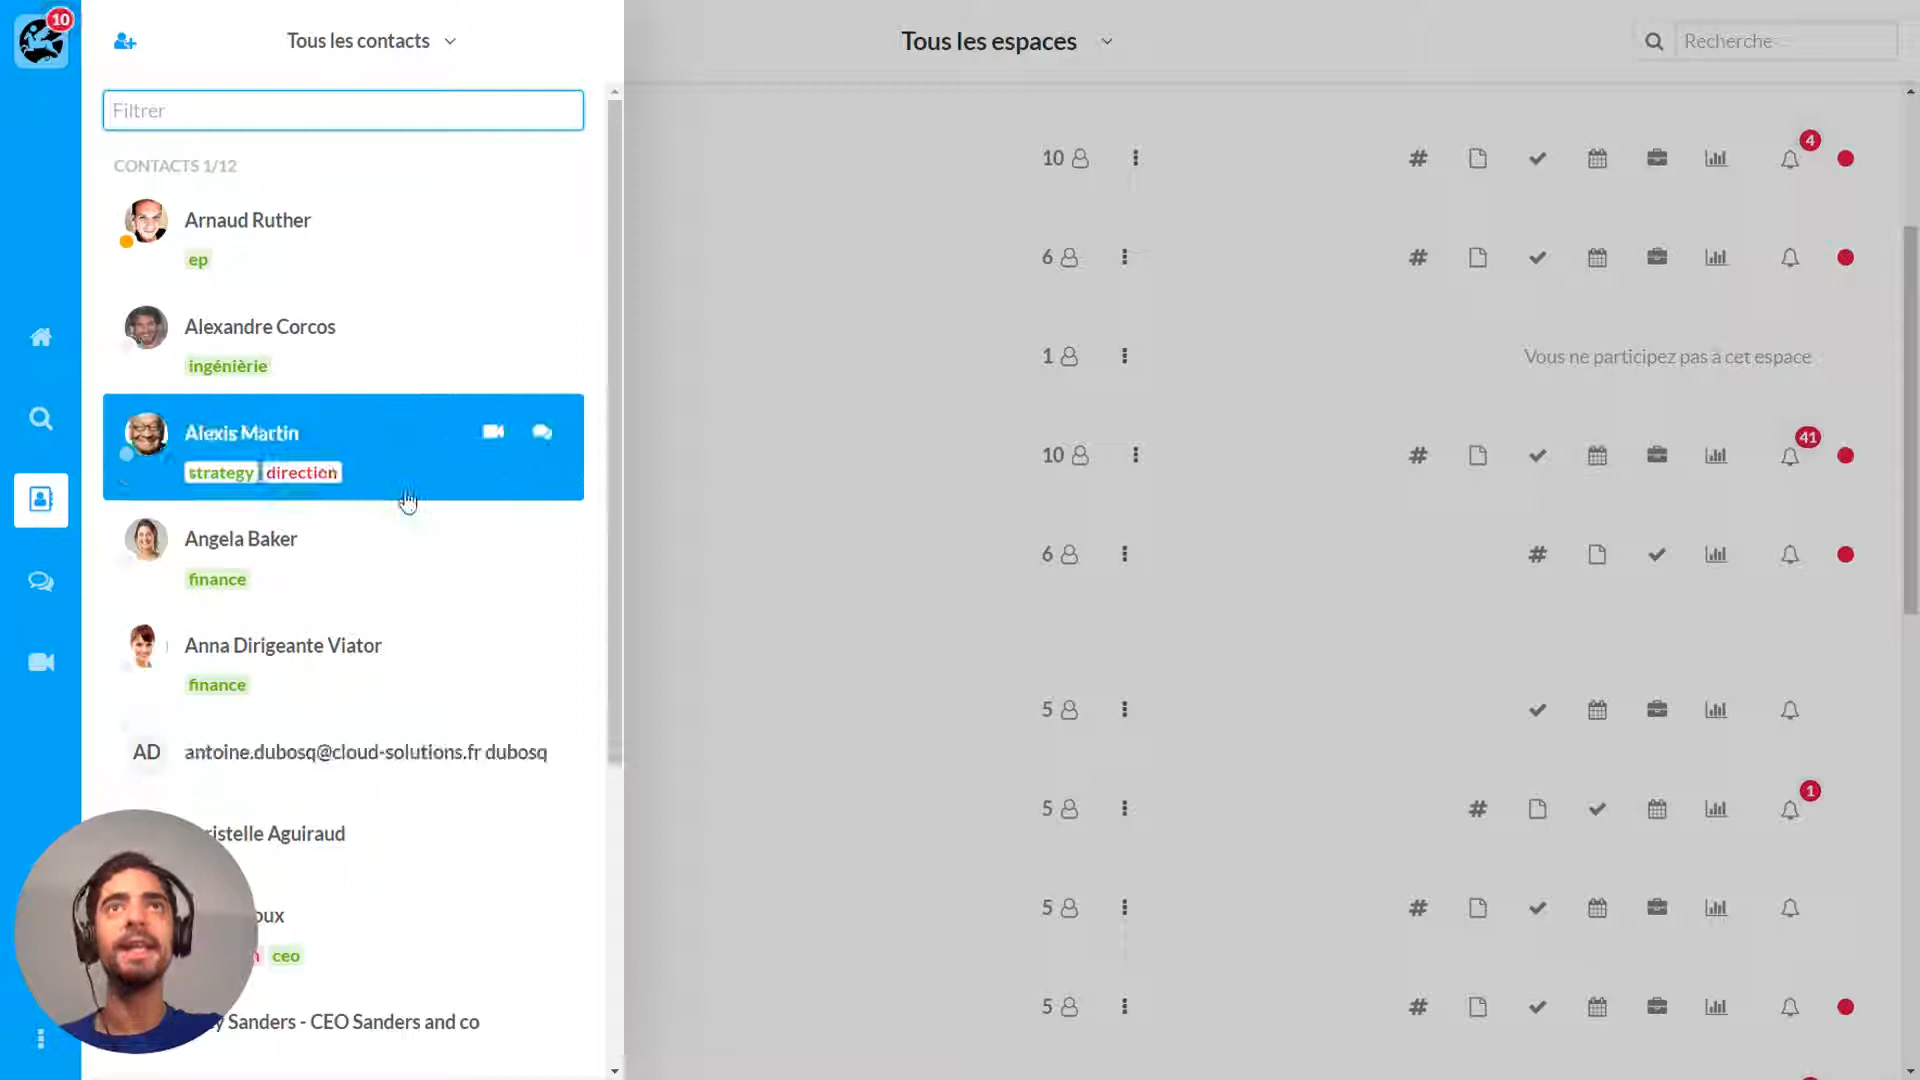 10
Tous les contacts
Tous les espaces
Recherche
Filtrer
CONTACTS 1/12
Arnaud Ruther
ep
Alexandre Corcos
ingénièrie
Alexis Martin
strategy direction
Angela Baker
finance
Anna Dirigeante Viator
finance
AD antoine.dubosq@cloud-solutions.fr dubosq
ristelle Aguiraud
oux
ceo
y Sanders - CEO Sanders and co
10 # 4
6 #
1 Vous ne participez pas à cet espace
10 # 41
6 #
5
5 # 1
5 #
5 #